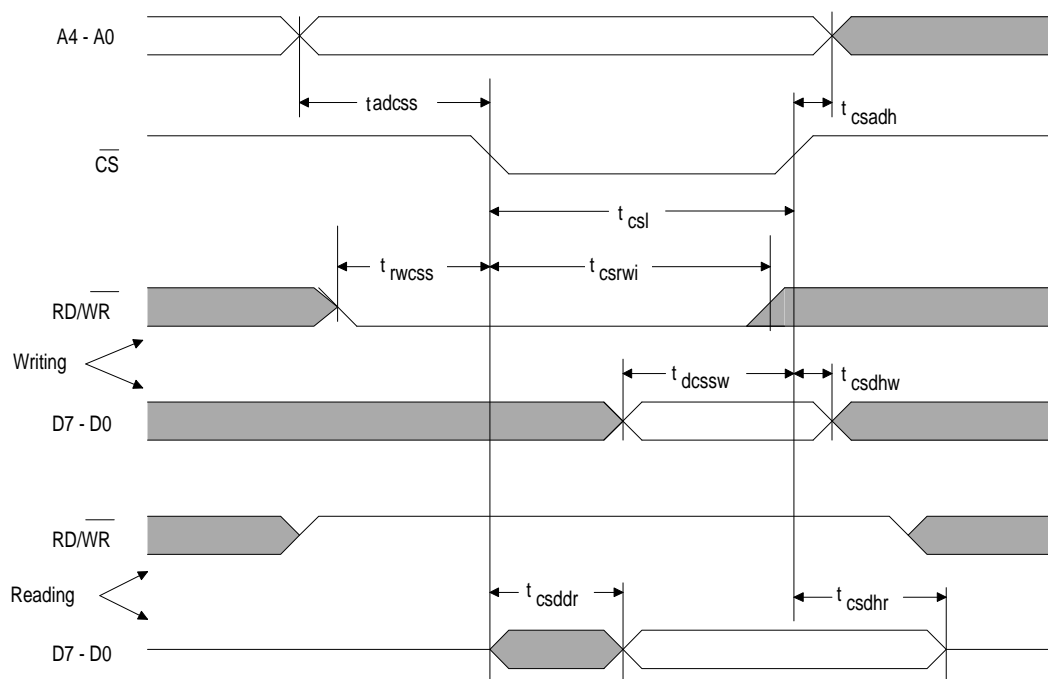 A4 - A0
tadcss
t csadh
CS
t csl
t rwcss
t csrwi
RD/WR
Writing
t dcssw
t csdhw
D7 - D0
RD/WR
Reading
t csddr
t csdhr
D7 - D0